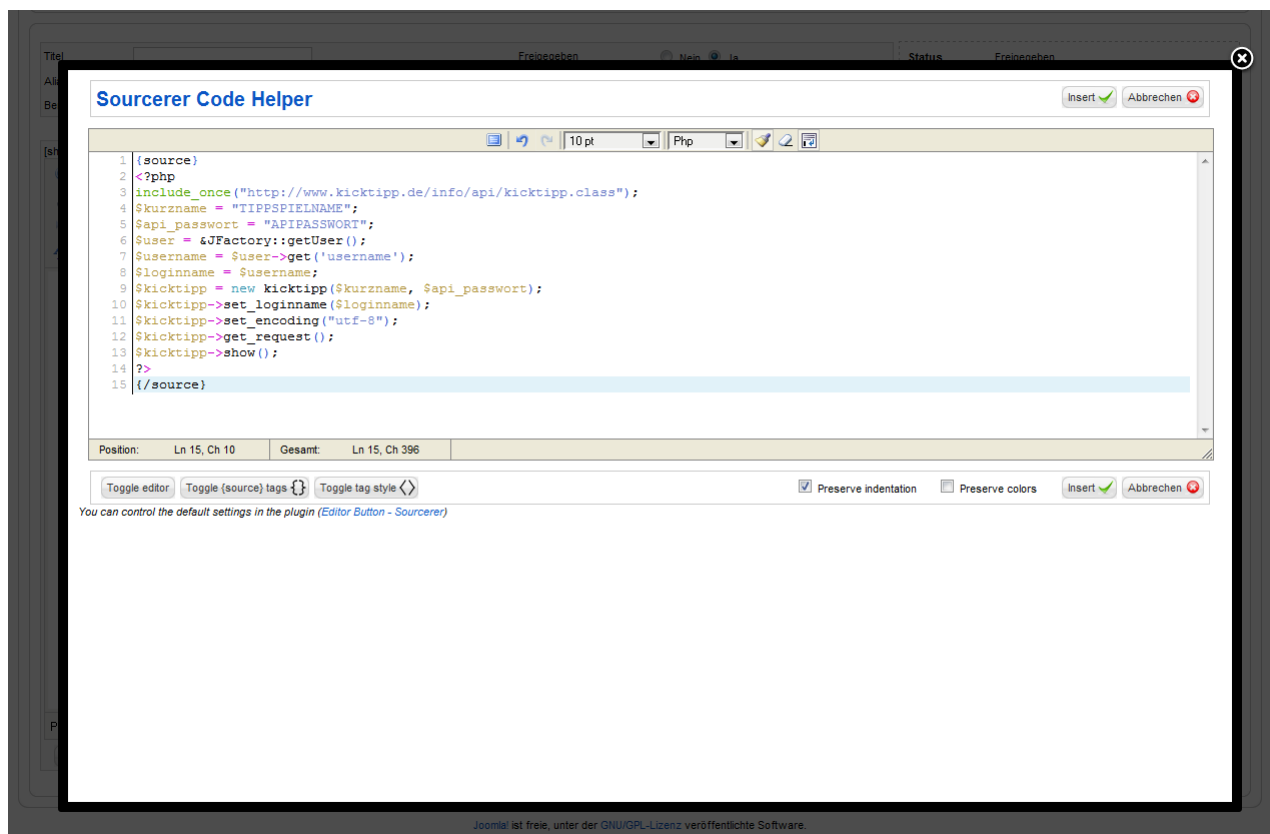 Titel Freigegeben Nein Ja Status Freigegeben
Sourcerer Code Helper Insert Abbrechen
10 pt Php
1 {source}
2 <?php
3 include_once("http://www.kicktipp.de/info/api/kicktipp.class");
4 $kurzname = "TIPPSPIELNAME";
5 $api_passwort = "APIPASSWORT";
6 $user = &JFactory::getUser();
7 $username = $user->get('username');
8 $loginname = $username;
9 $kicktipp = new kicktipp($kurzname, $api_passwort);
10 $kicktipp->set_loginname($loginname);
11 $kicktipp->set_encoding("utf-8");
12 $kicktipp->get_request();
13 $kicktipp->show();
14 ?>
15 {/source}
Position: Ln 15, Ch 10 Gesamt: Ln 15, Ch 396
Toggle editor Toggle {source} tags {} Toggle tag style <> Preserve indentation Preserve colors Insert Abbrechen
You can control the default settings in the plugin (Editor Button - Sourcerer)
Joomla! ist freie, unter der GNU/GPL-Lizenz veröffentlichte Software.